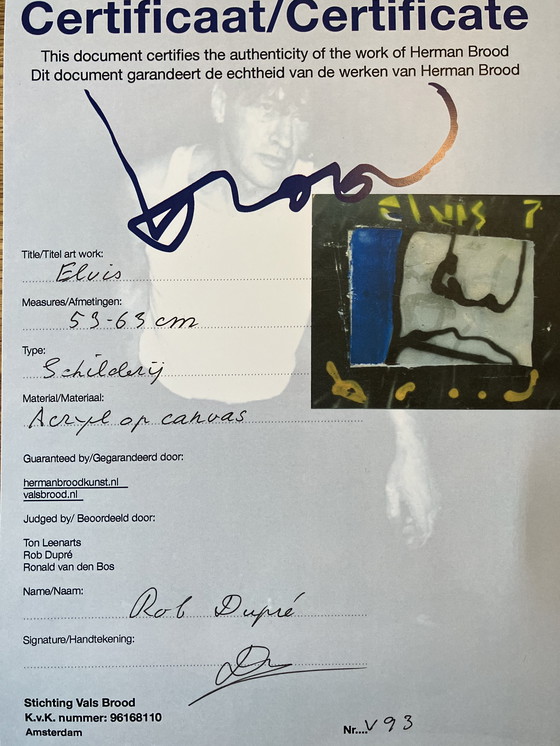 Certificaat/Certificate
This document certifies the authenticity of the work of Herman Brood
Dit document garandeert de echtheid van de werken van Herman Brood
brood
ELVIS ?
Title/Titel art work:
Elvis
Measures/Afmetingen:
53-63 cm
Type:
Schilderij
Material/Materiaal:
Acryl op canvas
Guaranteed by/Gegarandeerd door:
hermanbroodkunst.nl
valsbrood.nl
Judged by/ Beoordeeld door:
Ton Leenarts
Rob Dupré
Ronald van den Bos
Name/Naam:
Rob Dupré
Signature/Handtekening:
Stichting Vals Brood
K.v.K. nummer: 96168110
Amsterdam
Nr....V93